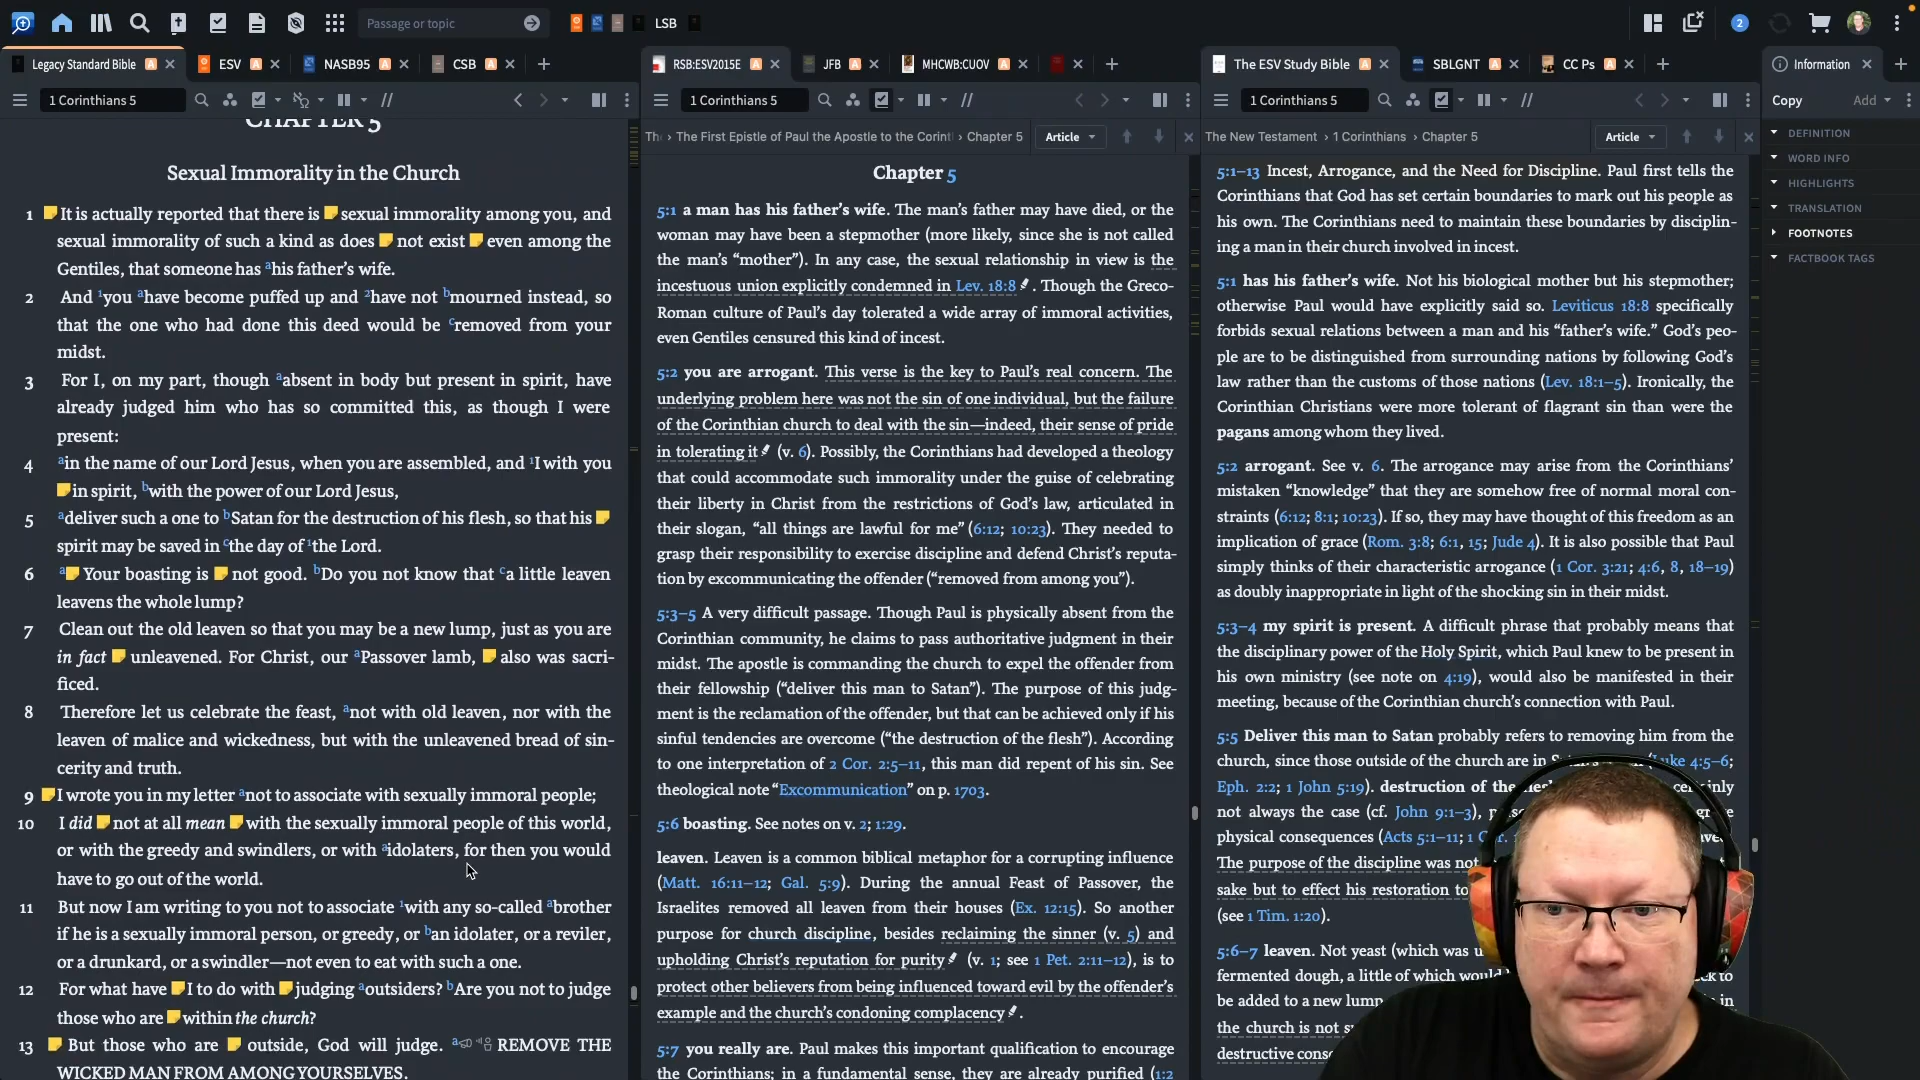 Passage or topic
LSB
2
Legacy Standard Bible A
ESV A
NASB95 A
CSB A
RSB:ESV2015E A
JFB A
MHCWB:CUOV A
The ESV Study Bible A
SBLGNT A
CC Ps A
Information
1 Corinthians 5
CHAPTER 5
Sexual Immorality in the Church
1 It is actually reported that there is sexual immorality among you, and
sexual immorality of such a kind as does not exist even among the
Gentiles, that someone has ᵃhis father’s wife.
2 And ¹you ᵃhave become puffed up and ²have not ᵇmourned instead, so
that the one who had done this deed would be ᶜremoved from your
midst.
3 For I, on my part, though ᵃabsent in body but present in spirit, have
already judged him who has so committed this, as though I were
present:
4 ᵃin the name of our Lord Jesus, when you are assembled, and ¹I with you
in spirit, ᵇwith the power of our Lord Jesus,
5 ᵃdeliver such a one to ᵇSatan for the destruction of his flesh, so that his
spirit may be saved in ᶜthe day of ¹the Lord.
6 ᵃYour boasting is not good. ᵇDo you not know that ᶜa little leaven
leavens the whole lump?
7 Clean out the old leaven so that you may be a new lump, just as you are
in fact unleavened. For Christ, our ᵃPassover lamb, also was sacri-
ficed.
8 Therefore let us celebrate the feast, ᵃnot with old leaven, nor with the
leaven of malice and wickedness, but with the unleavened bread of sin-
cerity and truth.
9 I wrote you in my letter ᵃnot to associate with sexually immoral people;
10 I did not at all mean with the sexually immoral people of this world,
or with the greedy and swindlers, or with ᵃidolaters, for then you would
have to go out of the world.
11 But now I am writing to you not to associate ¹with any so-called ᵃbrother
if he is a sexually immoral person, or greedy, or ᵇan idolater, or a reviler,
or a drunkard, or a swindler—not even to eat with such a one.
12 For what have I to do with judging ᵃoutsiders? ᵇAre you not to judge
those who are within the church?
13 But those who are outside, God will judge. ᵃ REMOVE THE
WICKED MAN FROM AMONG YOURSELVES.
1 Corinthians 5
Th › The First Epistle of Paul the Apostle to the Corint › Chapter 5 Article
Chapter 5
5:1 a man has his father’s wife. The man’s father may have died, or the
woman may have been a stepmother (more likely, since she is not called
the man’s “mother”). In any case, the sexual relationship in view is the
incestuous union explicitly condemned in Lev. 18:8 . Though the Greco-
Roman culture of Paul’s day tolerated a wide array of immoral activities,
even Gentiles censured this kind of incest.
5:2 you are arrogant. This verse is the key to Paul’s real concern. The
underlying problem here was not the sin of one individual, but the failure
of the Corinthian church to deal with the sin—indeed, their sense of pride
in tolerating it (v. 6). Possibly, the Corinthians had developed a theology
that could accommodate such immorality under the guise of celebrating
their liberty in Christ from the restrictions of God’s law, articulated in
their slogan, “all things are lawful for me” (6:12; 10:23). They needed to
grasp their responsibility to exercise discipline and defend Christ’s reputa-
tion by excommunicating the offender (“removed from among you”).
5:3–5 A very difficult passage. Though Paul is physically absent from the
Corinthian community, he claims to pass authoritative judgment in their
midst. The apostle is commanding the church to expel the offender from
their fellowship (“deliver this man to Satan”). The purpose of this judg-
ment is the reclamation of the offender, but that can be achieved only if his
sinful tendencies are overcome (“the destruction of the flesh”). According
to one interpretation of 2 Cor. 2:5–11, this man did repent of his sin. See
theological note “Excommunication” on p. 1703.
5:6 boasting. See notes on v. 2; 1:29.
leaven. Leaven is a common biblical metaphor for a corrupting influence
(Matt. 16:11–12; Gal. 5:9). During the annual Feast of Passover, the
Israelites removed all leaven from their houses (Ex. 12:15). So another
purpose for church discipline, besides reclaiming the sinner (v. 5) and
upholding Christ’s reputation for purity (v. 1; see 1 Pet. 2:11–12), is to
protect other believers from being influenced toward evil by the offender’s
example and the church’s condoning complacency .
5:7 you really are. Paul makes this important qualification to encourage
the Corinthians; in a fundamental sense, they are already purified (1:2
1 Corinthians 5
The New Testament › 1 Corinthians › Chapter 5 Article
5:1–13 Incest, Arrogance, and the Need for Discipline. Paul first tells the
Corinthians that God has set certain boundaries to mark out his people as
his own. The Corinthians need to maintain these boundaries by disciplin-
ing a man in their church involved in incest.
5:1 has his father’s wife. Not his biological mother but his stepmother;
otherwise Paul would have explicitly said so. Leviticus 18:8 specifically
forbids sexual relations between a man and his “father’s wife.” God’s peo-
ple are to be distinguished from surrounding nations by following God’s
law rather than the customs of those nations (Lev. 18:1–5). Ironically, the
Corinthian Christians were more tolerant of flagrant sin than were the
pagans among whom they lived.
5:2 arrogant. See v. 6. The arrogance may arise from the Corinthians’
mistaken “knowledge” that they are somehow free of normal moral con-
straints (6:12; 8:1; 10:23). If so, they may have thought of this freedom as an
implication of grace (Rom. 3:8; 6:1, 15; Jude 4). It is also possible that Paul
simply thinks of their characteristic arrogance (1 Cor. 3:21; 4:6, 8, 18–19)
as doubly inappropriate in light of the shocking sin in their midst.
5:3–4 my spirit is present. A difficult phrase that probably means that
the disciplinary power of the Holy Spirit, which Paul knew to be present in
his own ministry (see note on 4:19), would also be manifested in their
meeting, because of the Corinthian church’s connection with Paul.
5:5 Deliver this man to Satan probably refers to removing him from the
church, since those outside of the church are in (Luke 4:5–6;
Eph. 2:2; 1 John 5:19). destruction of the
not always the case (cf. John 9:1–3),
physical consequences (Acts 5:1–11; 1
The purpose of the discipline was not
sake but to effect his restoration to
(see 1 Tim. 1:20).
5:6–7 leaven. Not yeast (which was
fermented dough, a little of which would to
be added to a new lump in
the church is not
destructive
Copy Add
DEFINITION
WORD INFO
HIGHLIGHTS
TRANSLATION
FOOTNOTES
FACTBOOK TAGS